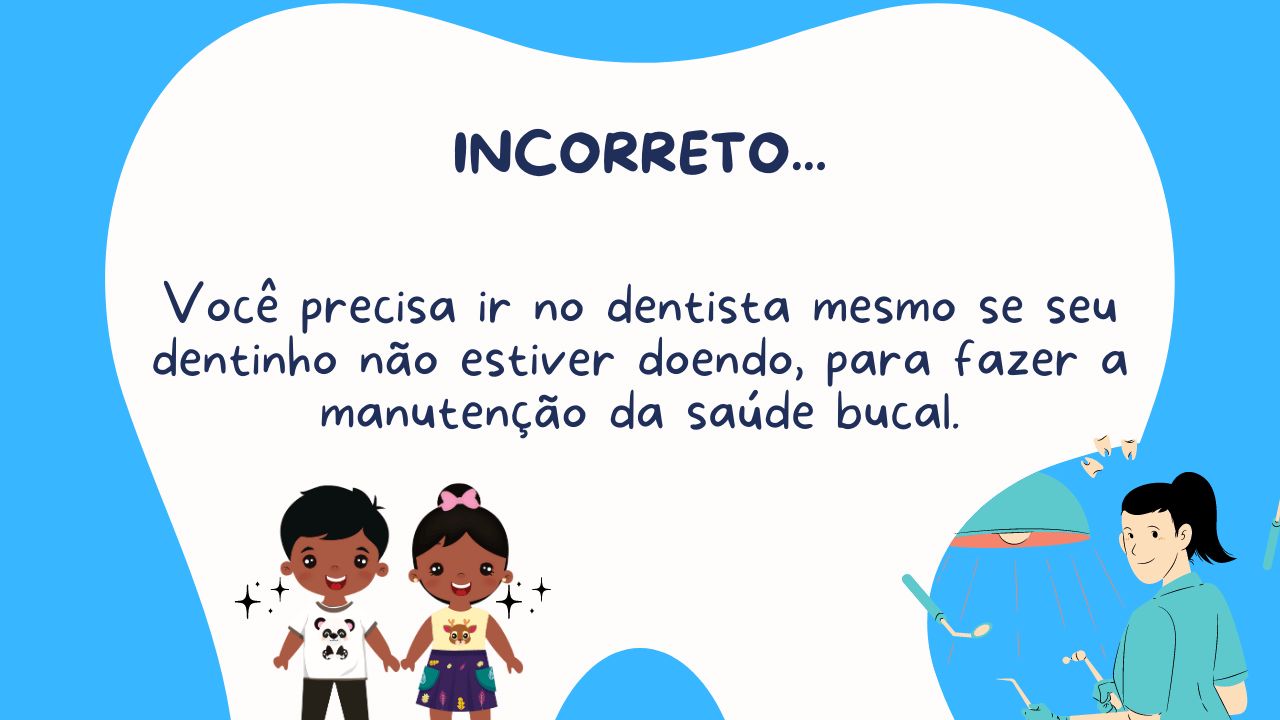 INCORRETO...
Você precisa ir no dentista mesmo se seu
dentinho não estiver doendo, para fazer a
manutenção da saúde bucal.